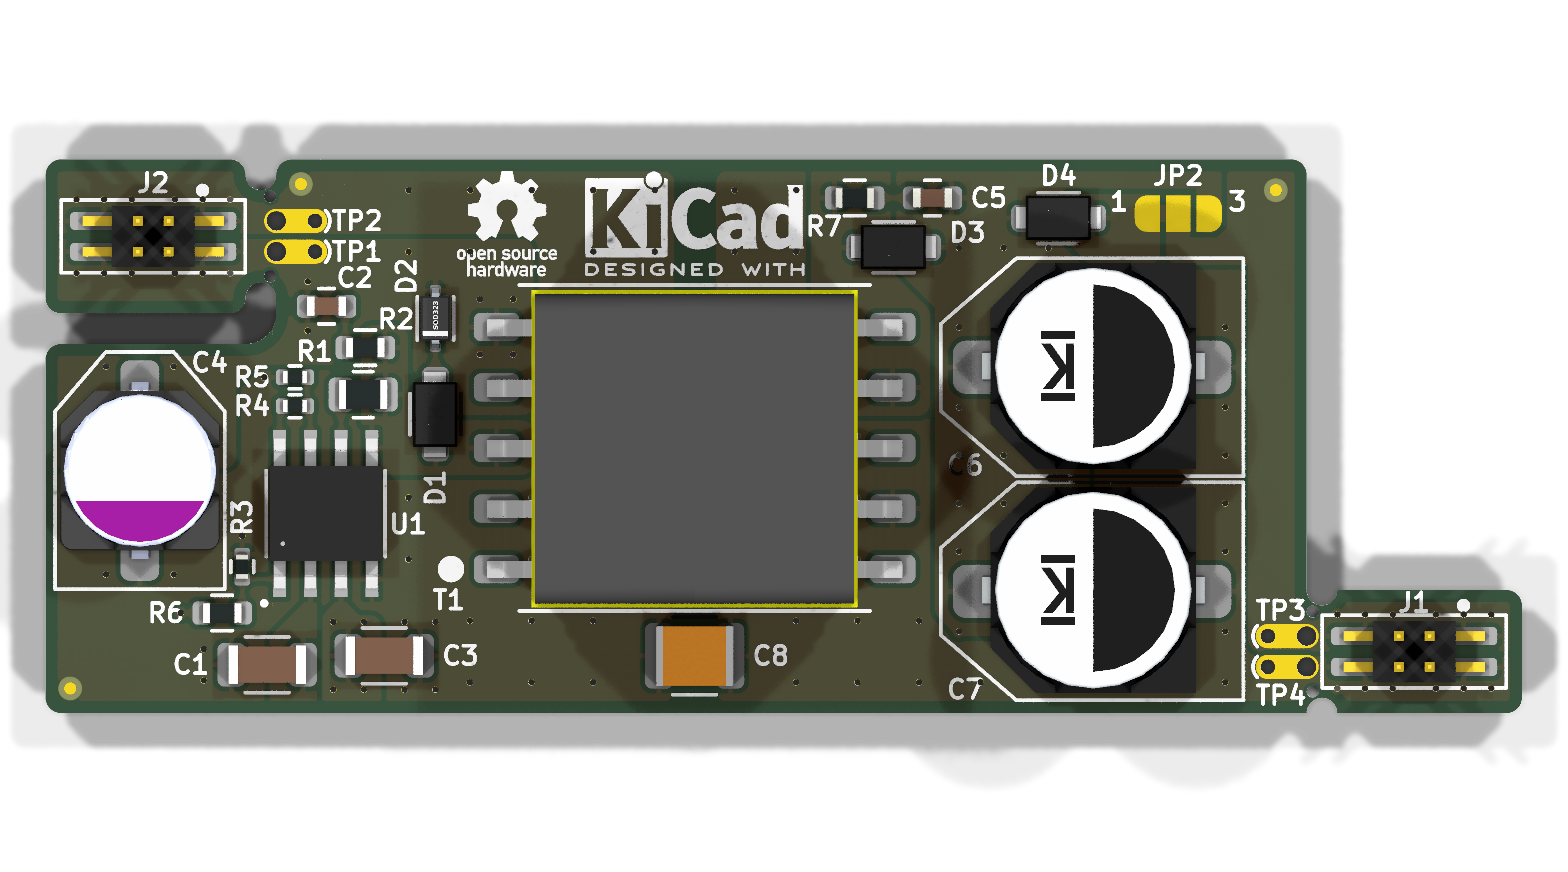 J2
TP2
TP1
C2
D2
open source
hardware
KiCad
DESIGNED WITH
R7
C5
D3
D4
1
JP2
3
R2
SOD323
R1
C4
R5
R4
D1
R3
U1
K
C6
K
T1
R6
C1
C3
C8
C7
TP3
TP4
J1